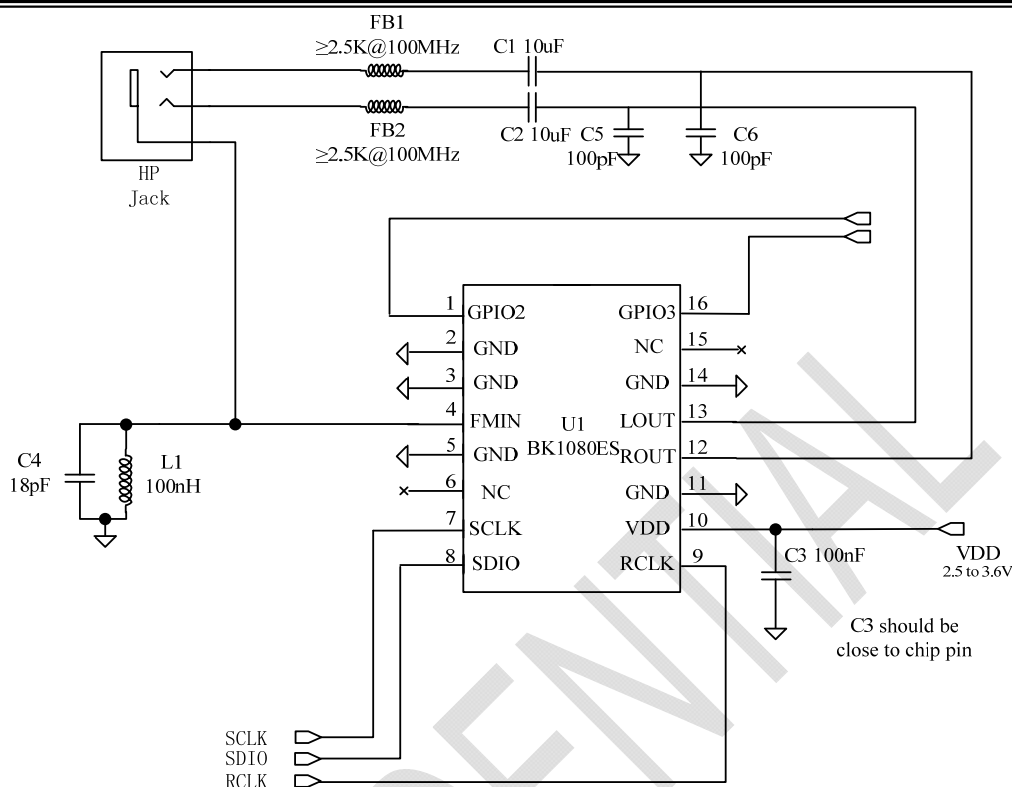 FB1
≥2.5K@100MHz
C1 10uF
FB2
≥2.5K@100MHz
C2 10uF
C5
100pF
C6
100pF
HP
Jack
1 GPIO2
2 GND
3 GND
4 FMIN
5 GND
6 NC
7 SCLK
8 SDIO
U1
BK1080ES
GPIO3 16
NC 15
GND 14
LOUT 13
ROUT 12
GND 11
VDD 10
RCLK 9
C4
18pF
L1
100nH
C3 100nF
VDD
2.5 to 3.6V
C3 should be
close to chip pin
SCLK
SDIO
RCLK
ENTIAL